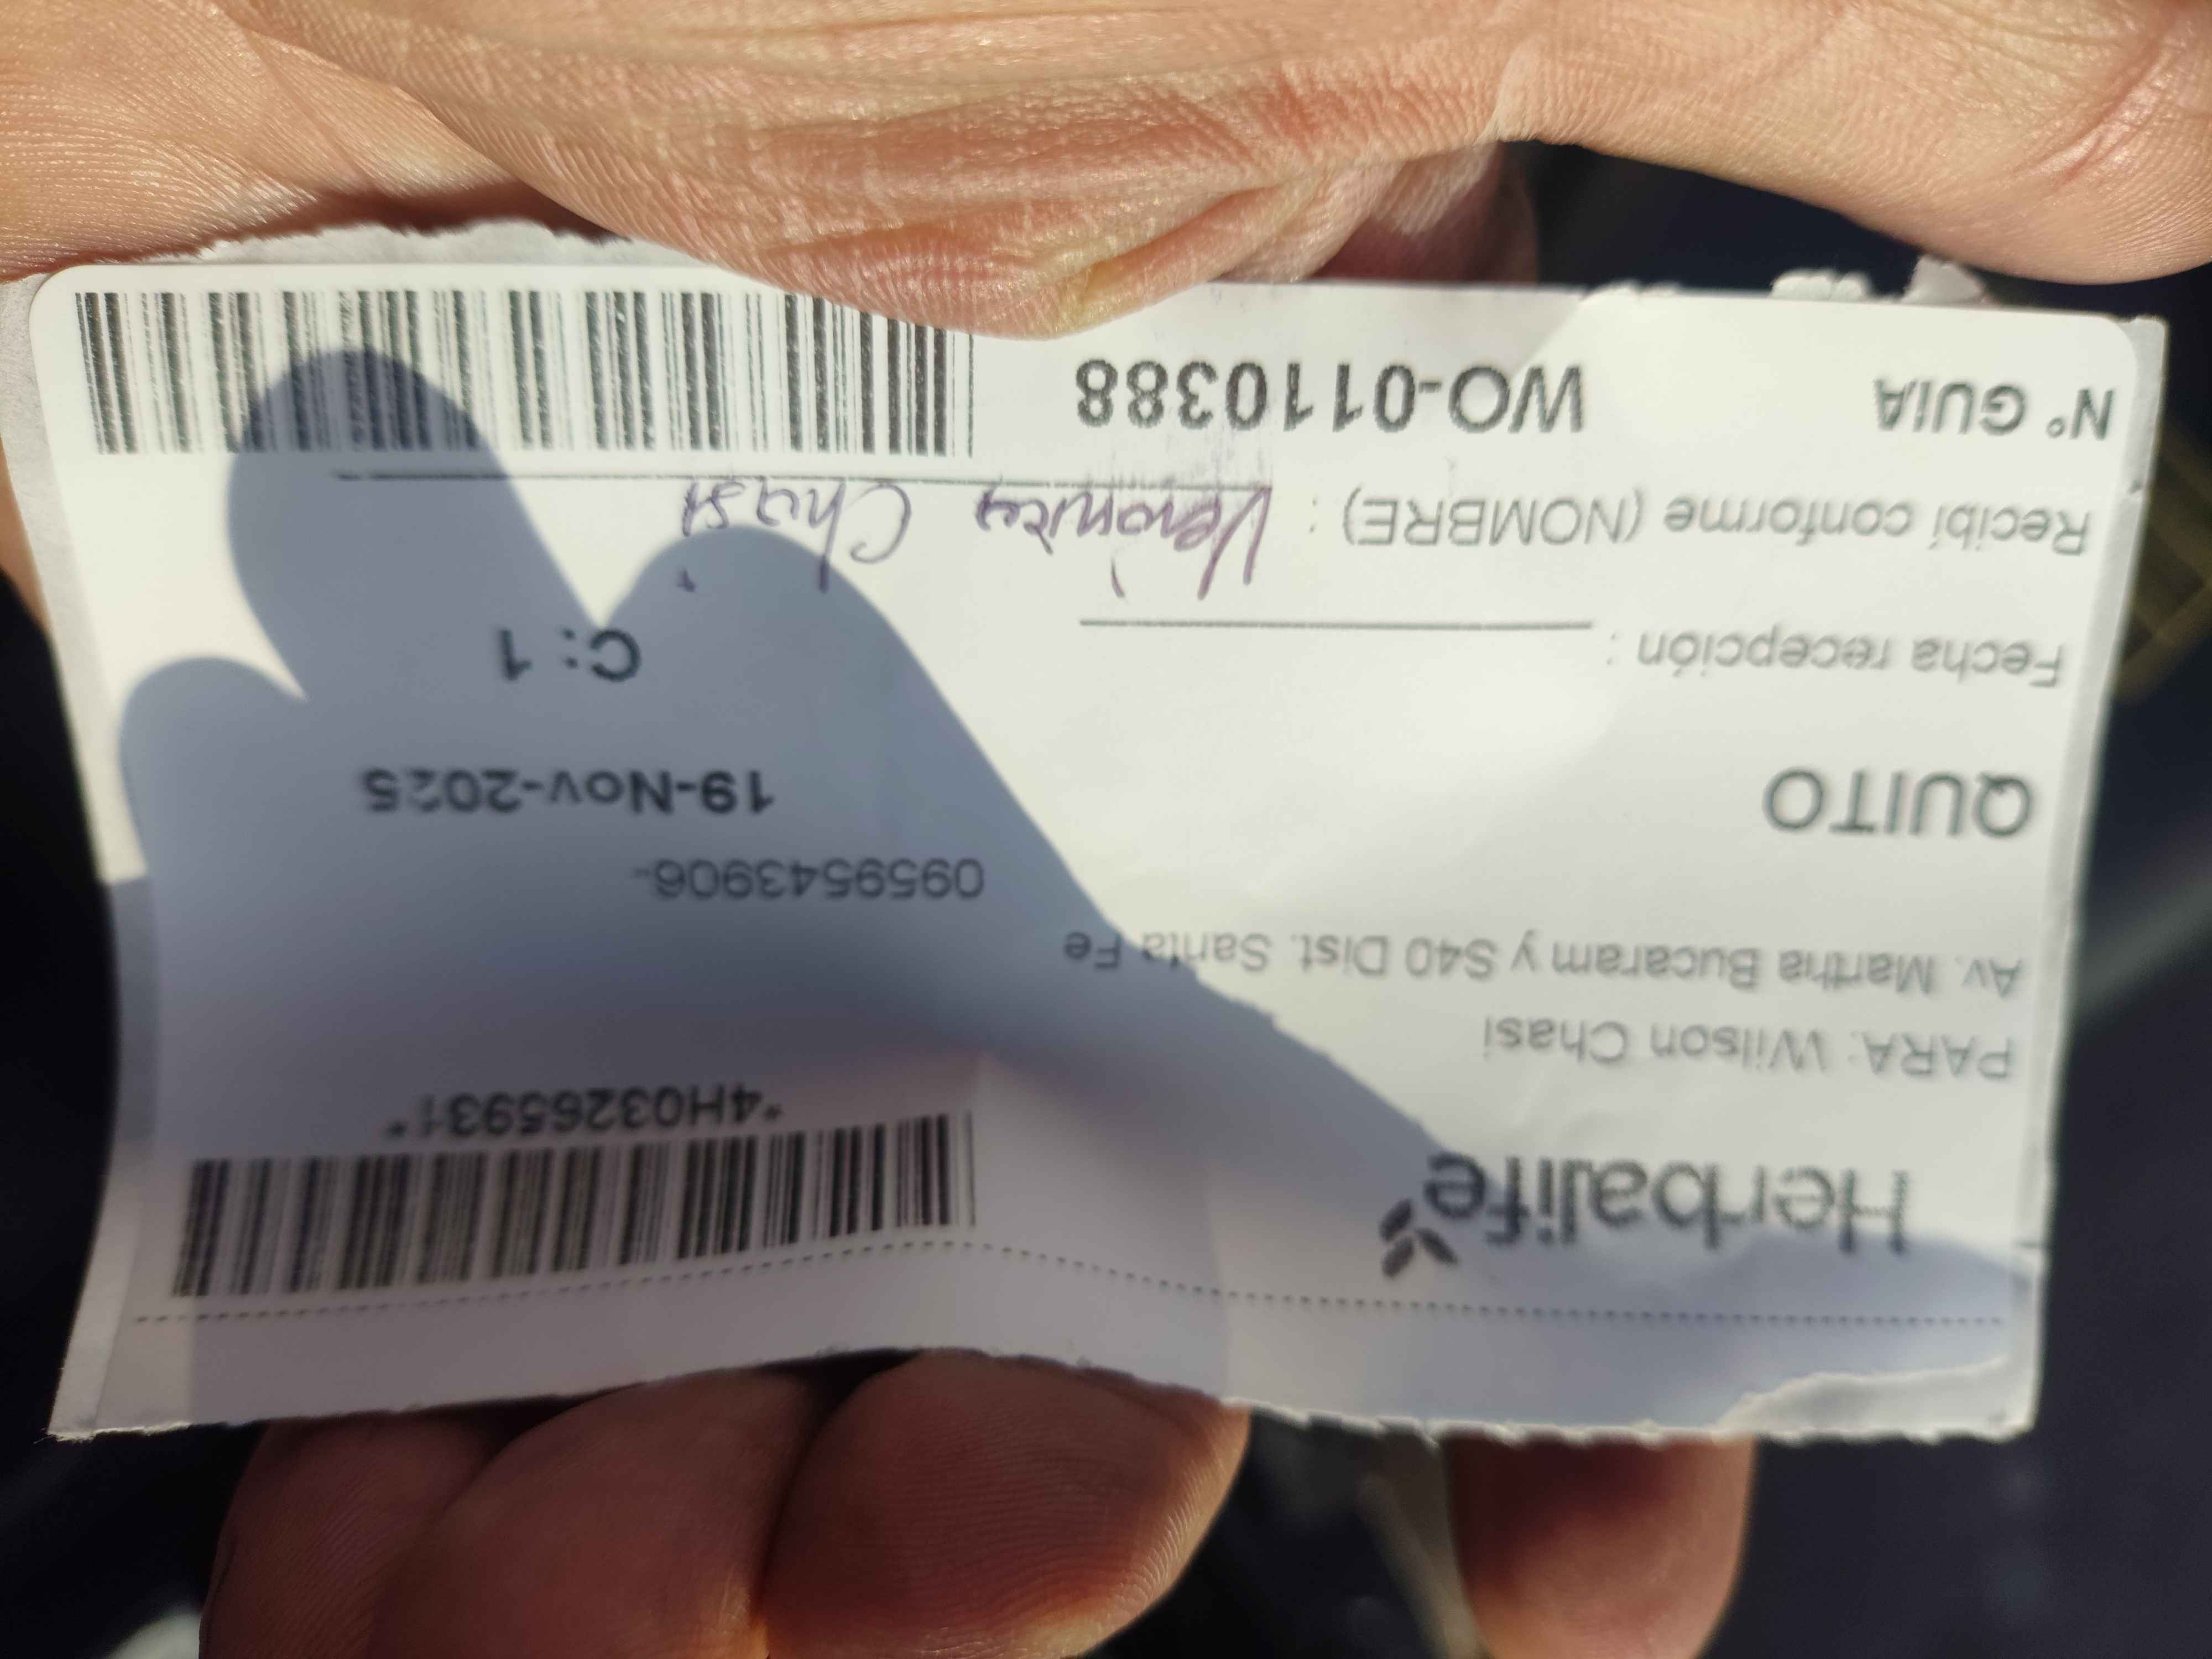 Herbalife
*4H03265931*
PARA: Wilson Chasi
Av. Martha Bucaram y S40 Dist. Santa Fe
0959543906-
QUITO
19-Nov-2025
Fecha recepción :
C: 1
Recibí conforme (NOMBRE) : Veronica Chasi
N° GUIA WO-0110388